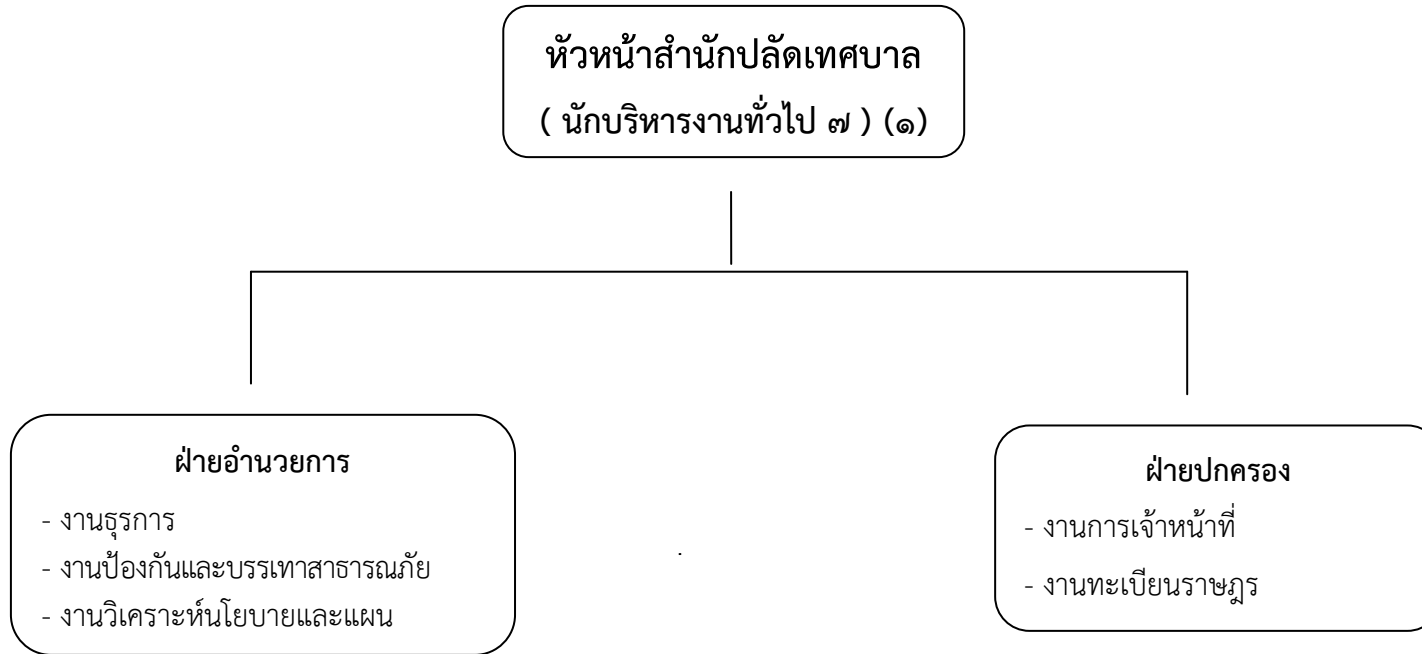 หัวหน้าสำนักปลัดเทศบาล
( นักบริหารงานทั่วไป ๗ ) (๑)
ฝ่ายอำนวยการ
- งานธุรการ
- งานป้องกันและบรรเทาสาธารณภัย
- งานวิเคราะห์นโยบายและแผน
ฝ่ายปกครอง
- งานการเจ้าหน้าที่
- งานทะเบียนราษฎร